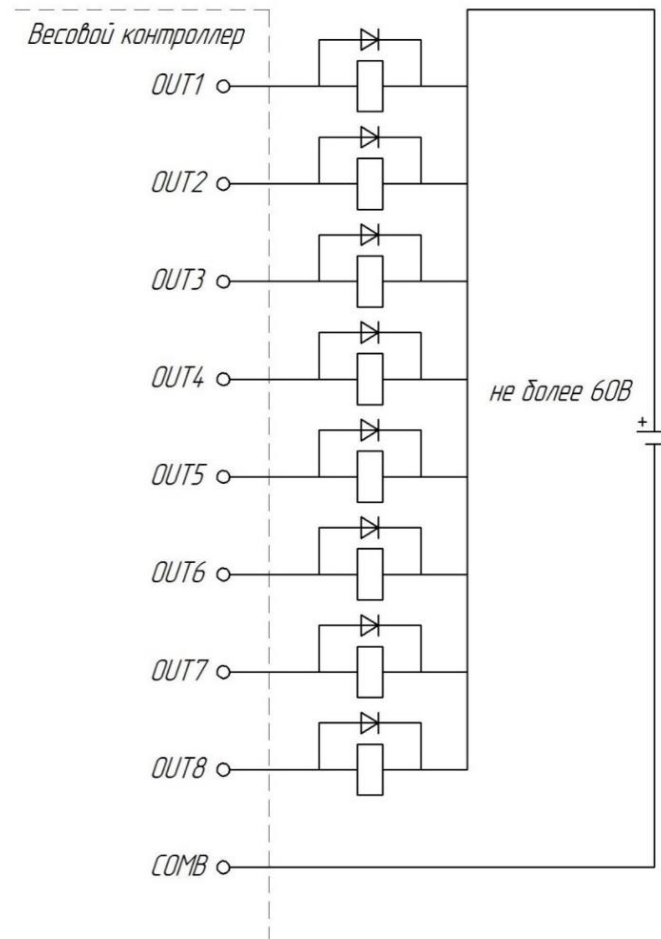 Весовой контроллер
OUT1
OUT2
OUT3
OUT4
не более 60В
+
OUT5
OUT6
OUT7
OUT8
COMB